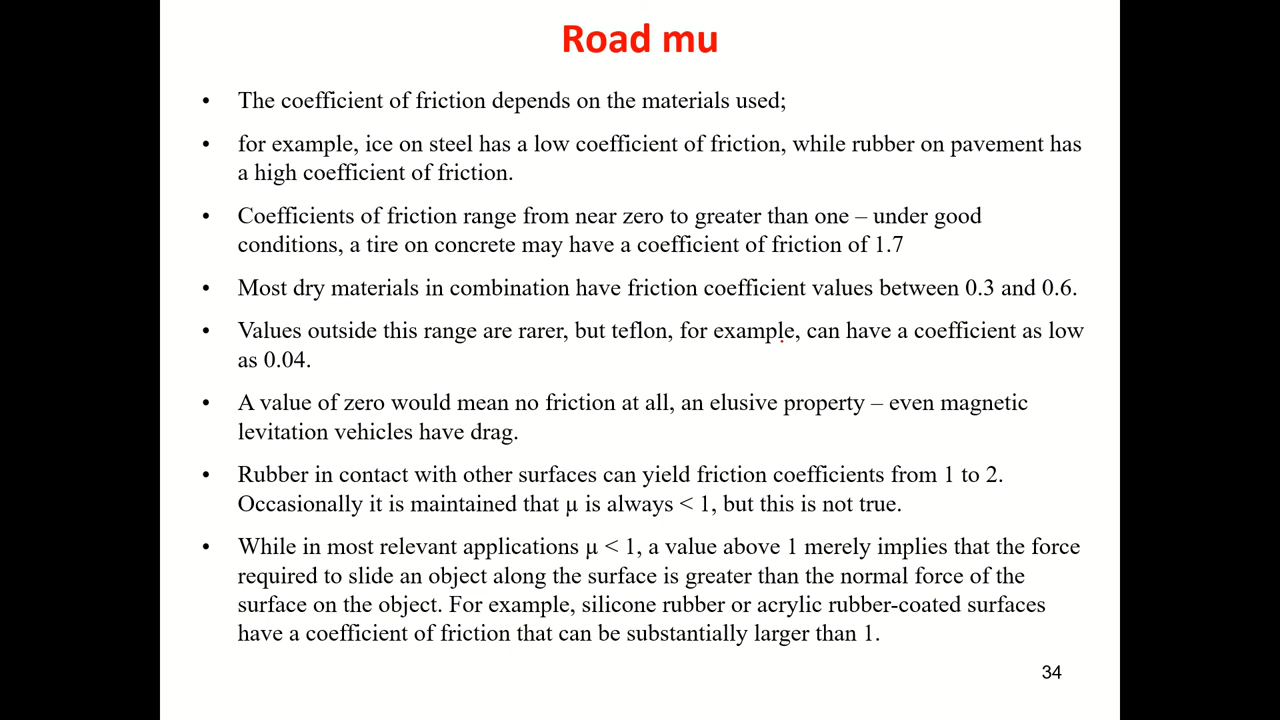 Road mu
• The coefficient of friction depends on the materials used;
• for example, ice on steel has a low coefficient of friction, while rubber on pavement has
a high coefficient of friction.
• Coefficients of friction range from near zero to greater than one – under good
conditions, a tire on concrete may have a coefficient of friction of 1.7
• Most dry materials in combination have friction coefficient values between 0.3 and 0.6.
• Values outside this range are rarer, but teflon, for example, can have a coefficient as low
as 0.04.
• A value of zero would mean no friction at all, an elusive property – even magnetic
levitation vehicles have drag.
• Rubber in contact with other surfaces can yield friction coefficients from 1 to 2.
Occasionally it is maintained that µ is always < 1, but this is not true.
• While in most relevant applications µ < 1, a value above 1 merely implies that the force
required to slide an object along the surface is greater than the normal force of the
surface on the object. For example, silicone rubber or acrylic rubber-coated surfaces
have a coefficient of friction that can be substantially larger than 1.
34